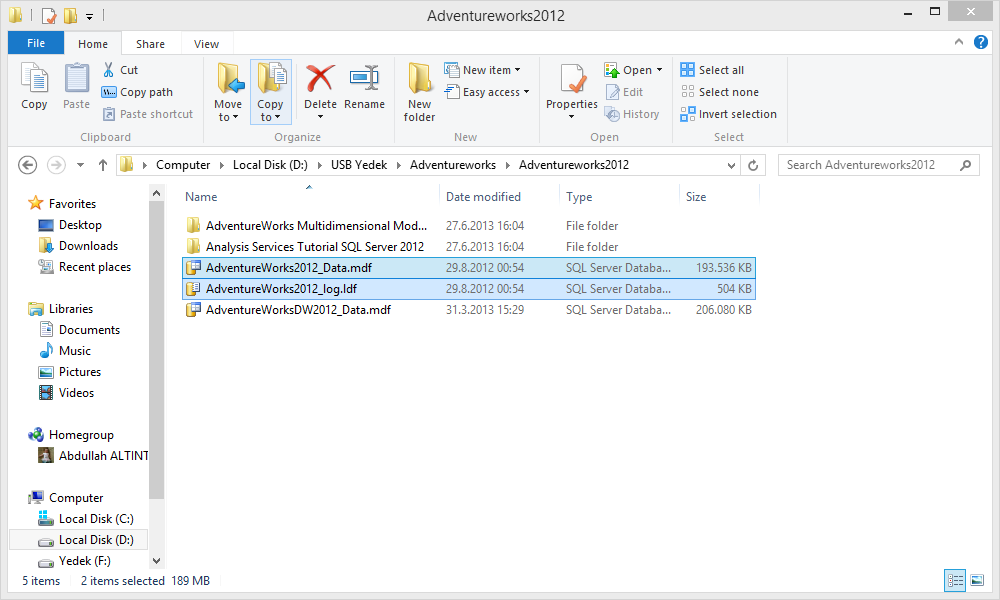 Adventureworks2012
File Home Share View
Copy
Paste
Cut
Copy path
Paste shortcut
Clipboard
Move to
Copy to
Delete
Rename
Organize
New folder
New item
Easy access
New
Properties
Open
Edit
History
Open
Select all
Select none
Invert selection
Select
Computer Local Disk (D:) USB Yedek Adventureworks Adventureworks2012
Search Adventureworks2012
Favorites
Desktop
Downloads
Recent places
Libraries
Documents
Music
Pictures
Videos
Homegroup
Abdullah ALTINT
Computer
Local Disk (C:)
Local Disk (D:)
Yedek (F:)
Name Date modified Type Size
AdventureWorks Multidimensional Mod... 27.6.2013 16:04 File folder
Analysis Services Tutorial SQL Server 2012 27.6.2013 16:04 File folder
AdventureWorks2012_Data.mdf 29.8.2012 00:54 SQL Server Databa... 193.536 KB
AdventureWorks2012_log.ldf 29.8.2012 00:54 SQL Server Databa... 504 KB
AdventureWorksDW2012_Data.mdf 31.3.2013 15:29 SQL Server Databa... 206.080 KB
5 items 2 items selected 189 MB